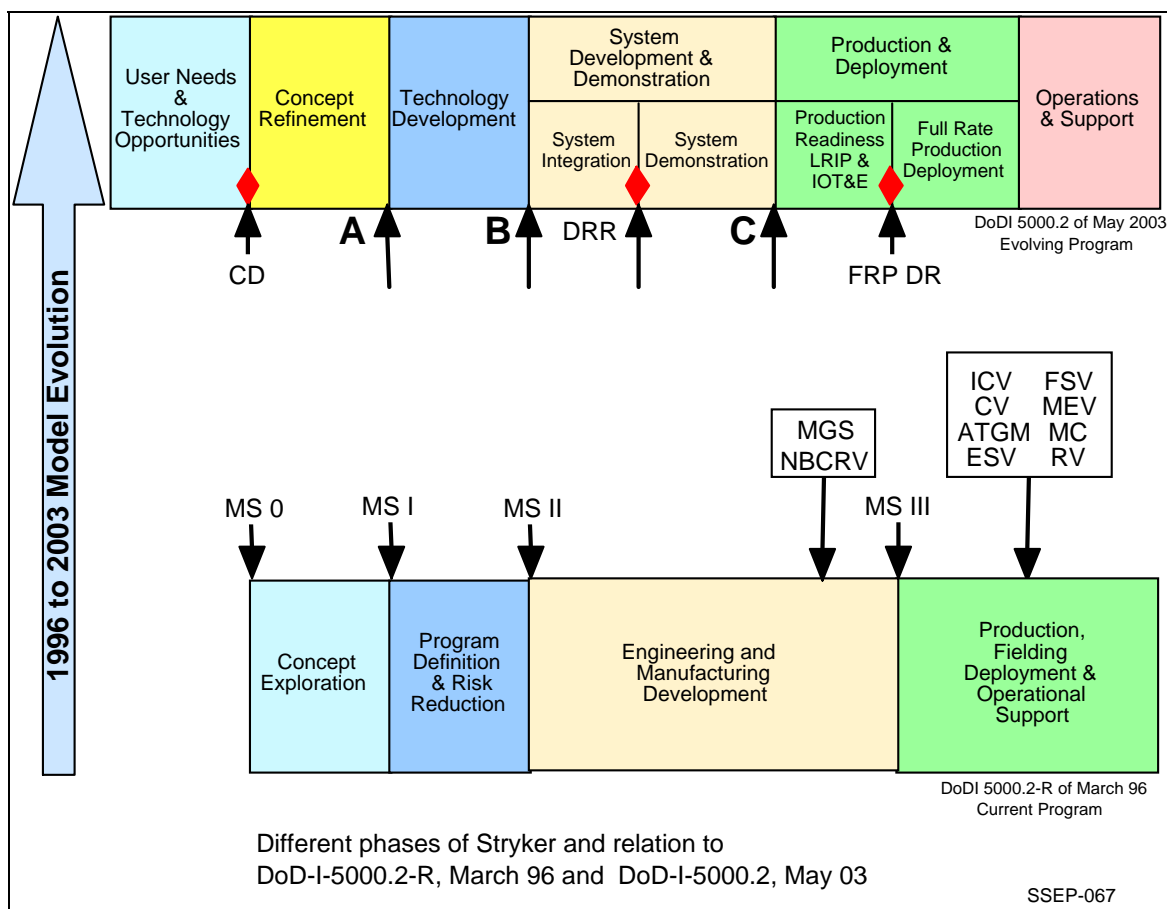 1996 to 2003 Model Evolution
User Needs
&
Technology
Opportunities
Concept
Refinement
Technology
Development
System
Development &
Demonstration
System
Integration
System
Demonstration
Production &
Deployment
Production
Readiness
LRIP &
IOT&E
Full Rate
Production
Deployment
Operations
& Support
DoDI 5000.2 of May 2003
Evolving Program
CD
A
B
DRR
C
FRP DR
MGS
NBCRV
ICV FSV
CV MEV
ATGM MC
ESV RV
MS 0
MS I
MS II
MS III
Concept
Exploration
Program
Definition
& Risk
Reduction
Engineering and
Manufacturing
Development
Production,
Fielding
Deployment &
Operational
Support
DoDI 5000.2-R of March 96
Current Program
Different phases of Stryker and relation to
DoD-I-5000.2-R, March 96 and DoD-I-5000.2, May 03
SSEP-067